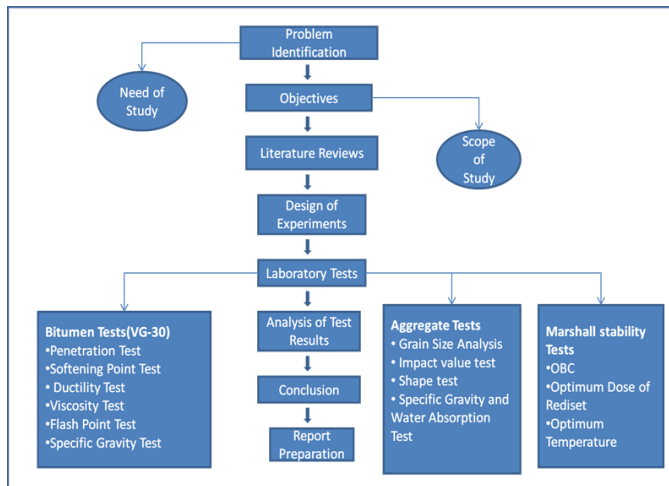 Problem
Identification
Need of
Study
Objectives
Scope
of
Study
Literature Reviews
Design of
Experiments
Laboratory Tests
Bitumen Tests(VG-30)
•Penetration Test
•Softening Point Test
• Ductility Test
•Viscosity Test
•Flash Point Test
•Specific Gravity Test
Analysis of Test
Results
Conclusion
Report
Preparation
Aggregate Tests
• Grain Size Analysis
• Impact value test
• Shape test
• Specific Gravity and
Water Absorption
Test
Marshall stability
Tests
•OBC
•Optimum Dose of
Rediset
•Optimum
Temperature